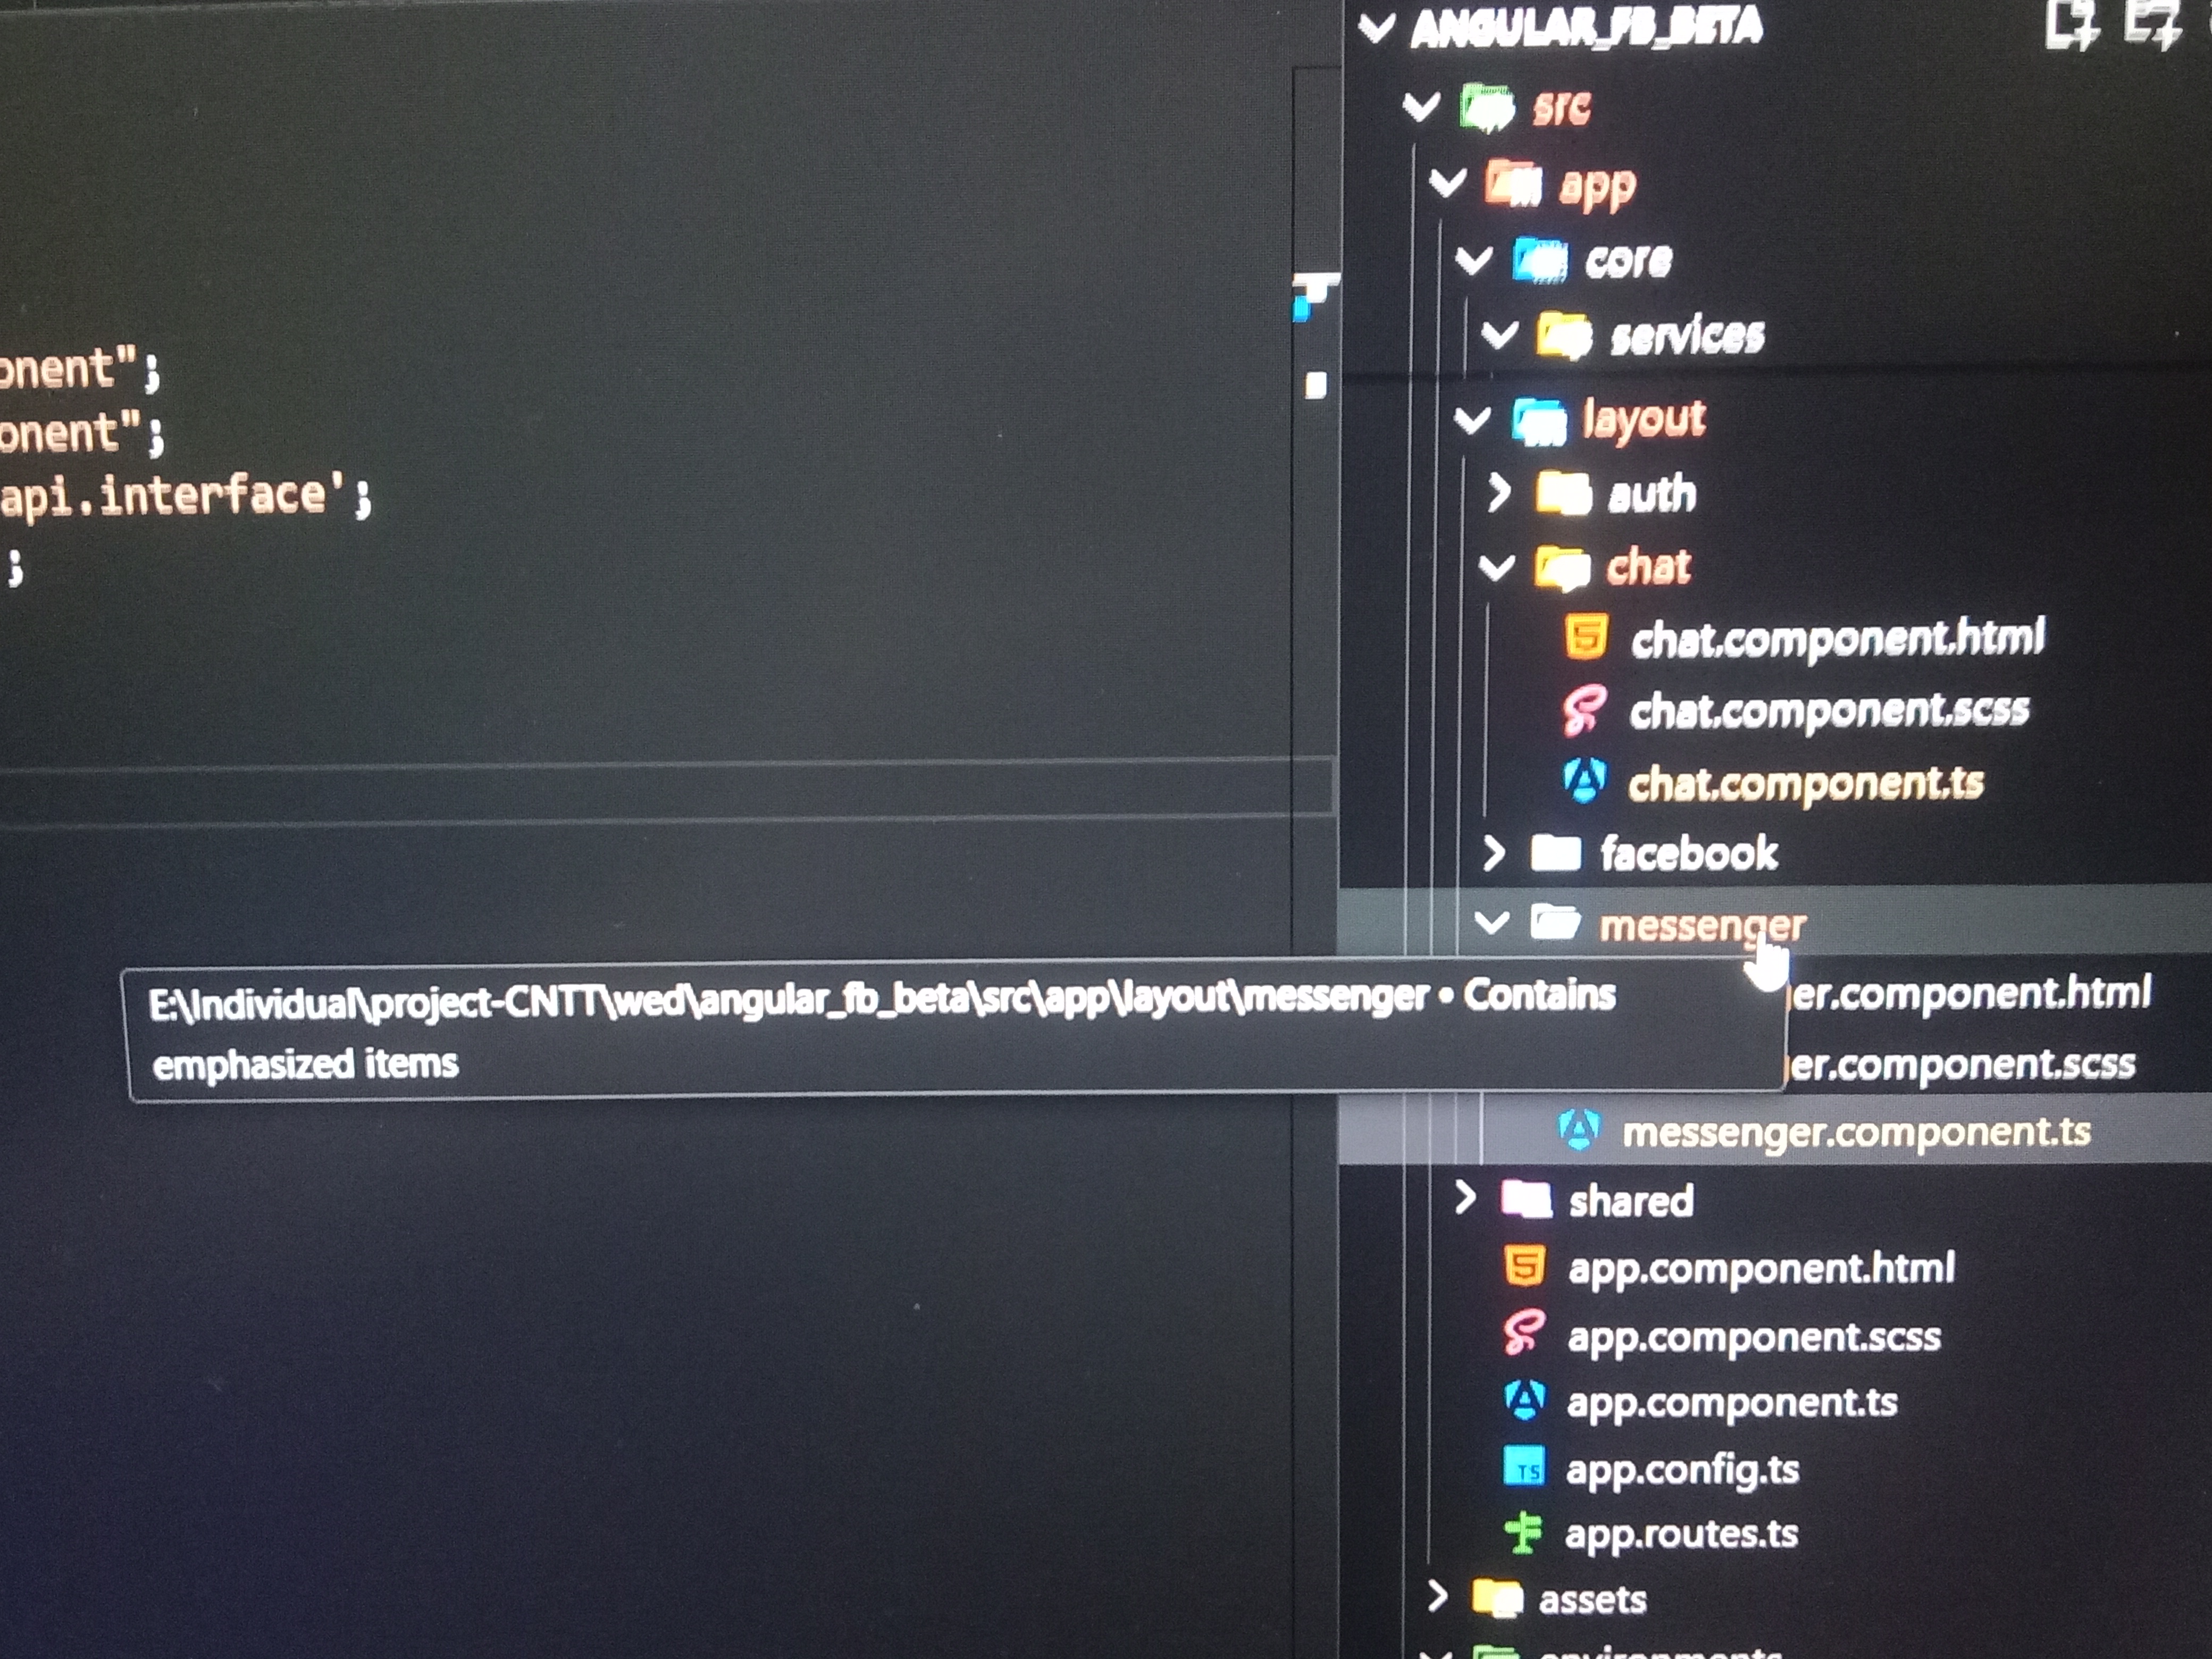 ANGULAR_FB_BETA
src
app
core
services
onent";
layout
onent";
api.interface';
auth
;
chat
chat.component.html
chat.component.scss
chat.component.ts
facebook
messenger
E:\Individual\project-CNTT\wed\angular_fb_beta\src\app\layout\messenger • Contains
emphasized items
er.component.html
er.component.scss
messenger.component.ts
shared
app.component.html
app.component.scss
app.component.ts
TS app.config.ts
app.routes.ts
assets
environments